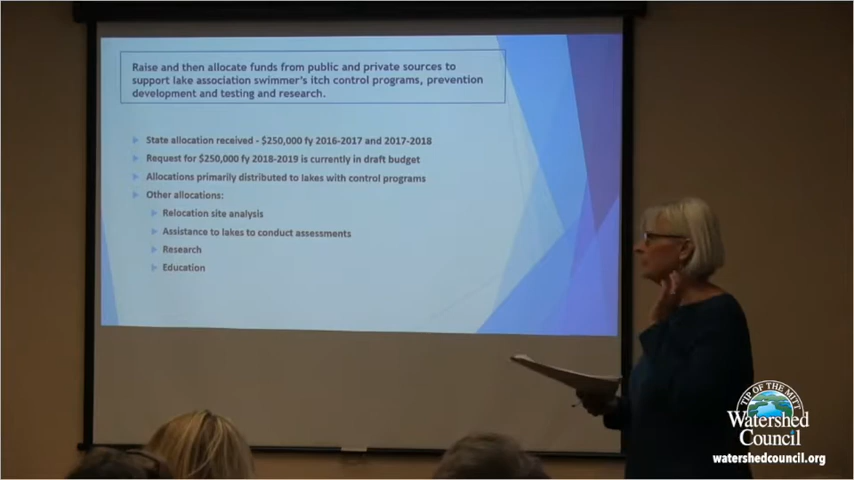 Raise and then allocate funds from public and private sources to
support lake association swimmer's itch control programs, prevention
development and testing and research.
State allocation received - $250,000 fy 2016-2017 and 2017-2018
Request for $250,000 fy 2018-2019 is currently in draft budget
Allocations primarily distributed to lakes with control programs
Other allocations:
Relocation site analysis
Assistance to lakes to conduct assessments
Research
Education
TIP OF THE MITT
Watershed
Council
watershedcouncil.org